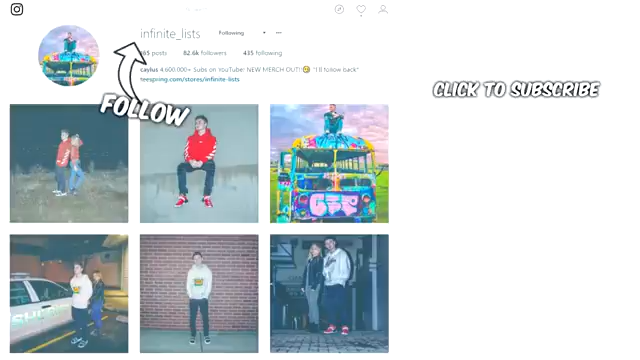 infinite_lists Following
365 posts 82.6k followers 435 following
caylus 4,600,000+ Subs on YouTube! NEW MERCH OUT!! "I'll follow back"
teespring.com/stores/infinite-lists
FOLLOW
CLICK TO SUBSCRIBE